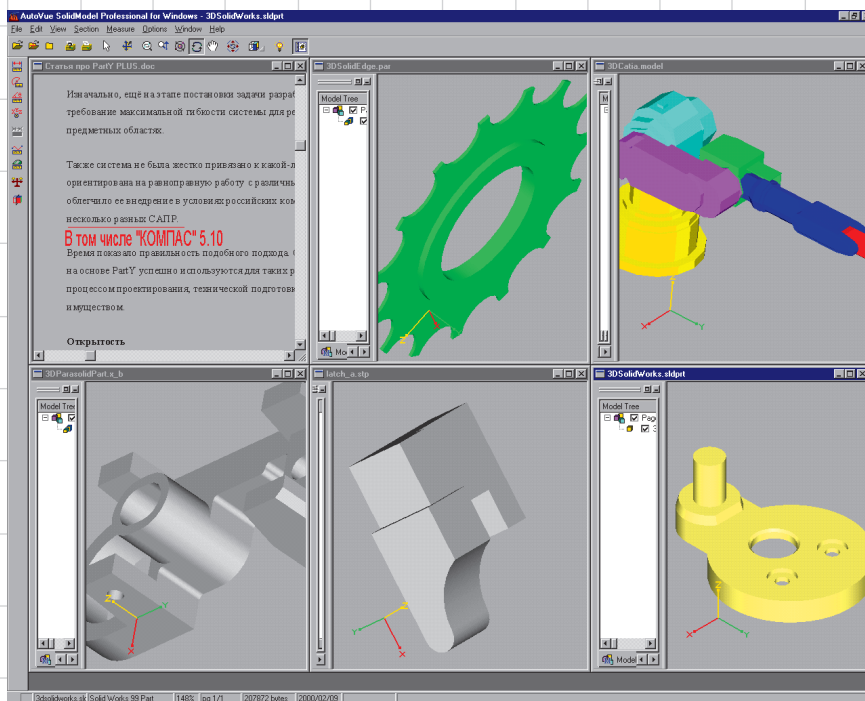 AutoVue SolidModel Professional for Windows - 3DSolidWorks.sldprt
File Edit View Section Measure Options Window Help
Статья про PartY PLUS.doc
Изначально, ещё на этапе постановки задачи разраб
требование максимальной гибкости системы для ре
предметных областях.
Также система не была жестко привязано к какой-л
ориентирована на равноправную работу с различны
облегчило ее внедрение в условиях российских ком
несколько разных САПР.
В том числе "КОМПАС" 5.10
Время показало правильность подобного подхода.
на основе PartY успешно используются для таких р
процессом проектирования, технической подготовк
имуществом.
Открытость
3DSolidEdge.par
Model Tree
Mo
3DCatia.model
M
Z
X
Y
3DParasolidPart.x_b
Model Tree
Z
Y
X
latch_a.stp
Z
Y
X
3DSolidWorks.sldprt
Model Tree
Page
Model
Z
X
Y
3dsolidworks.sk Solid Works 99 Part 148% pg 1/1 207872 bytes 2000/02/09